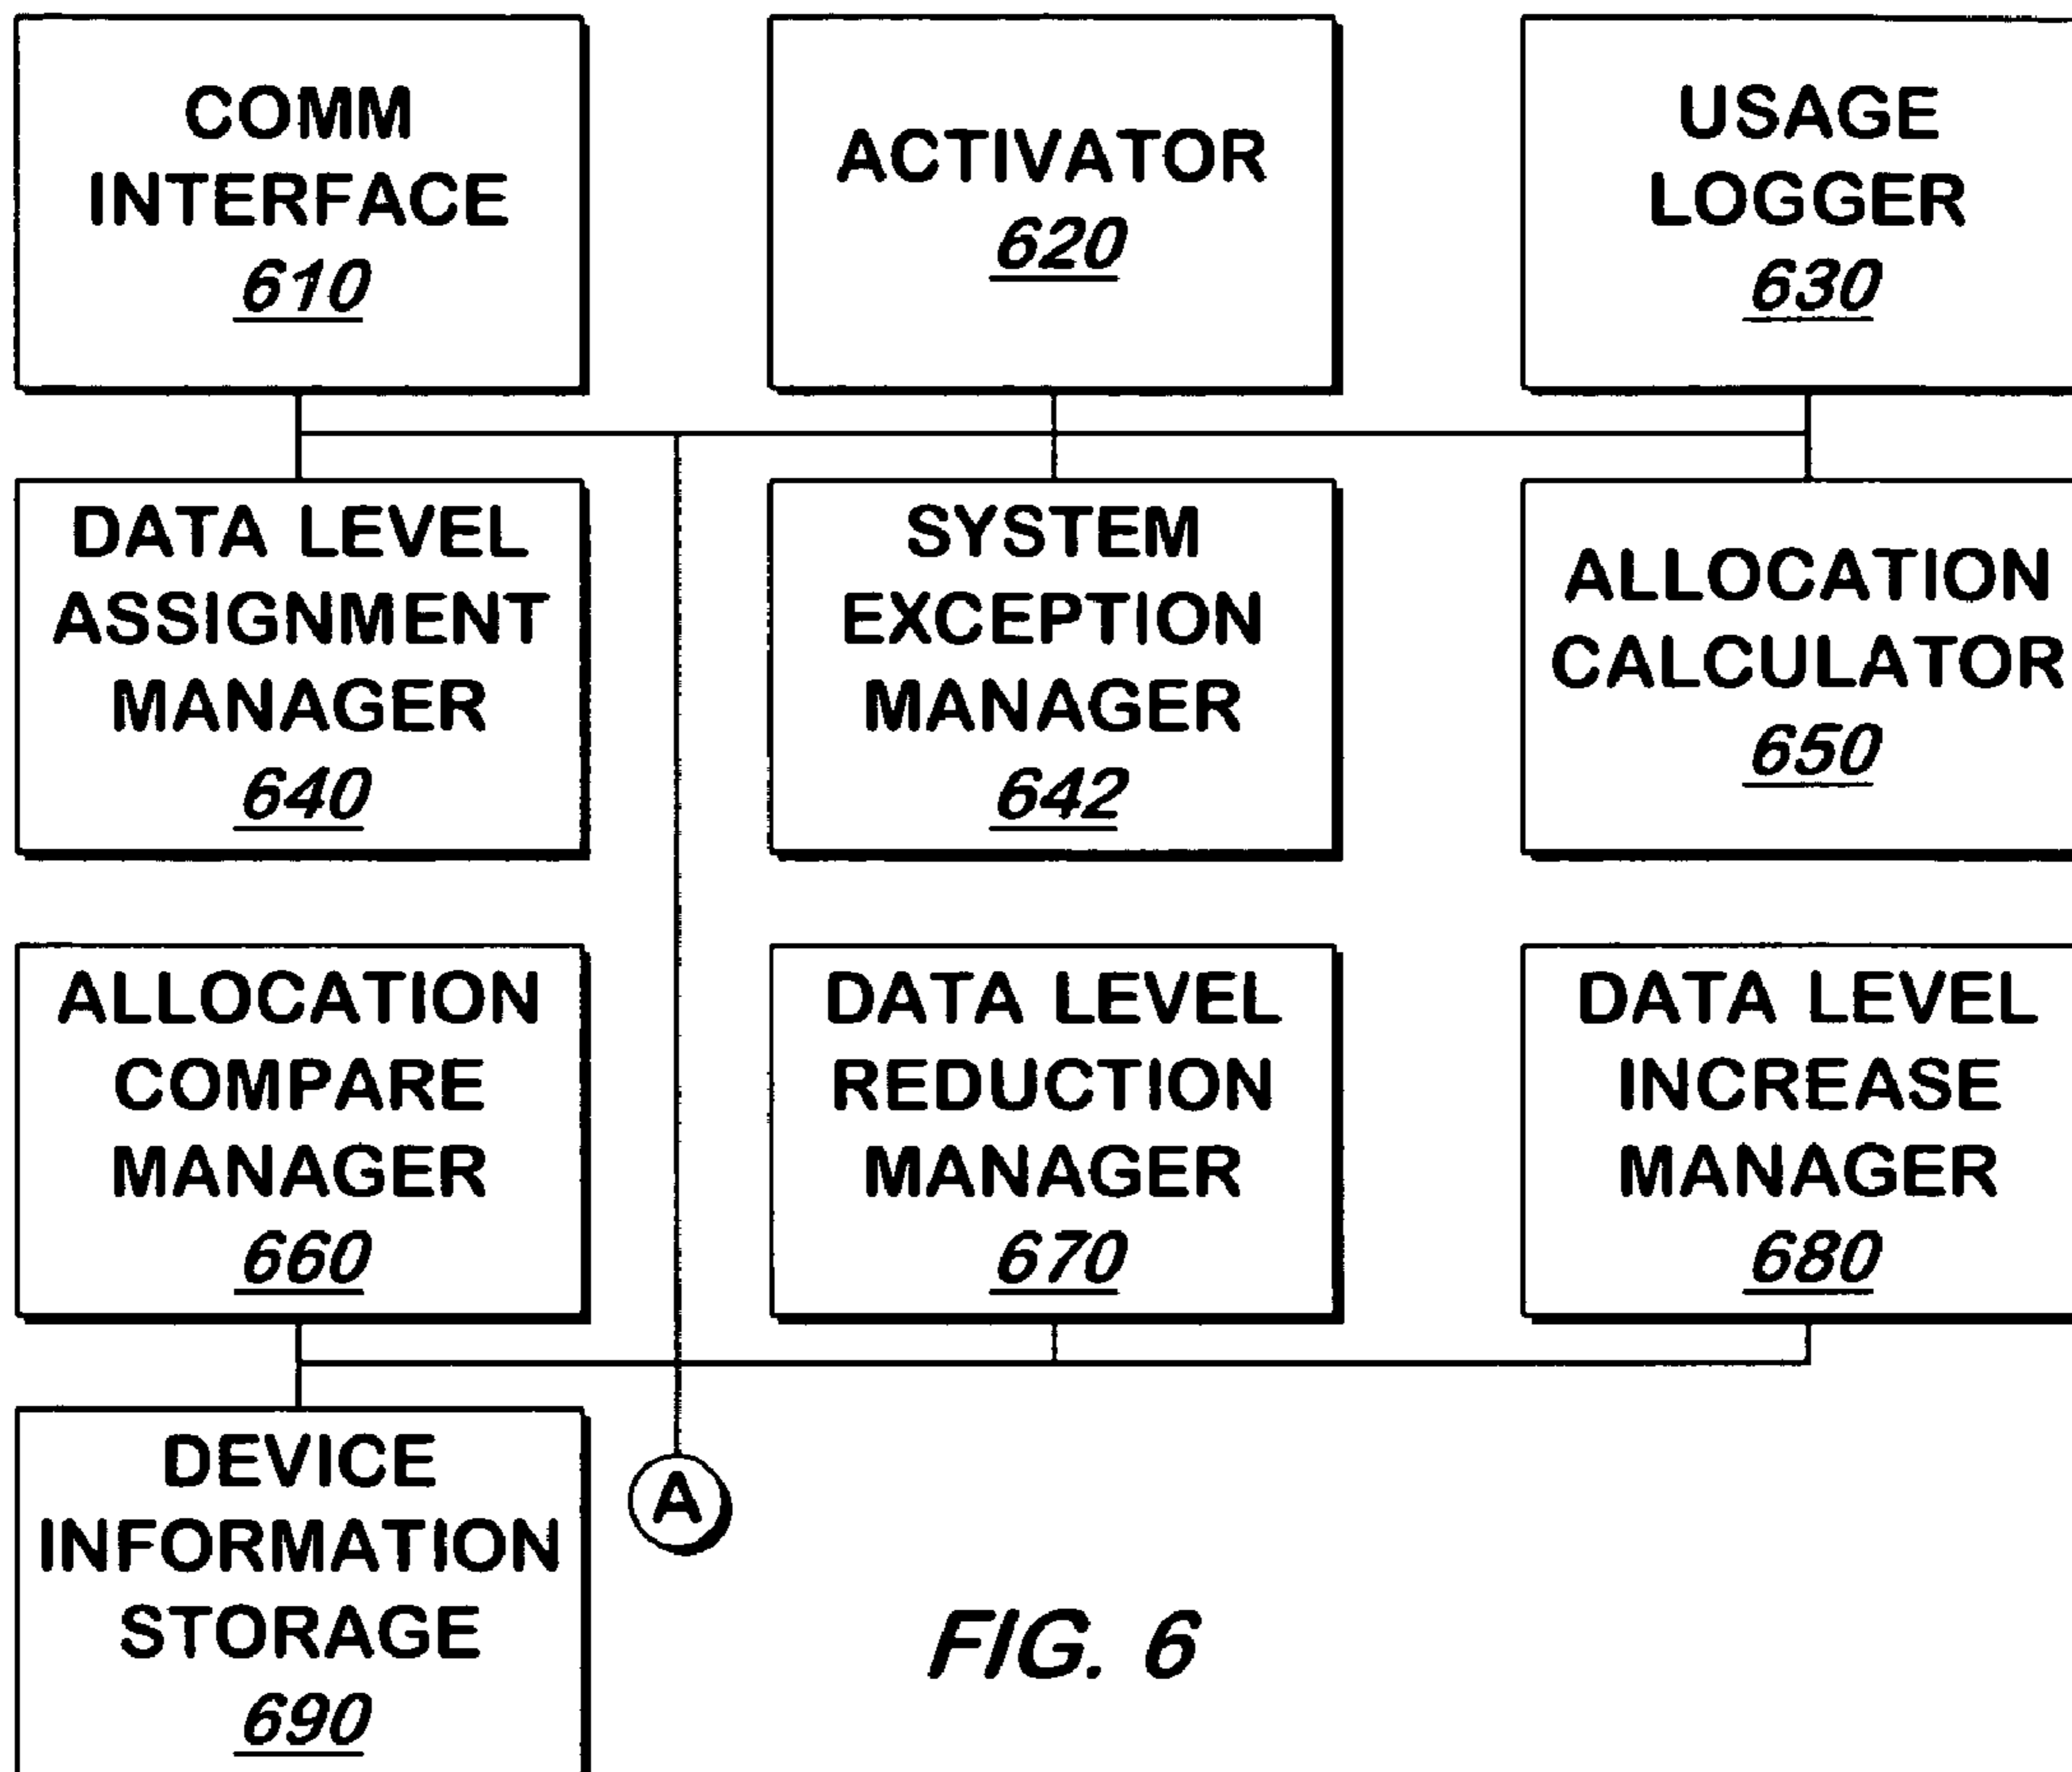 COMM
INTERFACE
610
ACTIVATOR
620
USAGE
LOGGER
630
DATA LEVEL
ASSIGNMENT
MANAGER
640
SYSTEM
EXCEPTION
MANAGER
642
ALLOCATION
CALCULATOR
650
ALLOCATION
COMPARE
MANAGER
660
DATA LEVEL
REDUCTION
MANAGER
670
DATA LEVEL
INCREASE
MANAGER
680
DEVICE
INFORMATION
STORAGE
690
A
FIG. 6